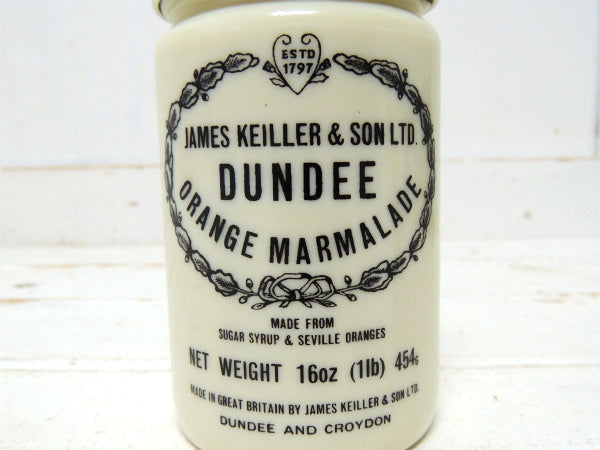 ESTD
1797
JAMES KEILLER & SON LTD.
DUNDEE
ORANGE MARMALADE
MADE FROM
SUGAR SYRUP & SEVILLE ORANGES
NET WEIGHT 16oz (1lb) 454G
MADE IN GREAT BRITAIN BY JAMES KEILLER & SON LTD.
DUNDEE AND CROYDON